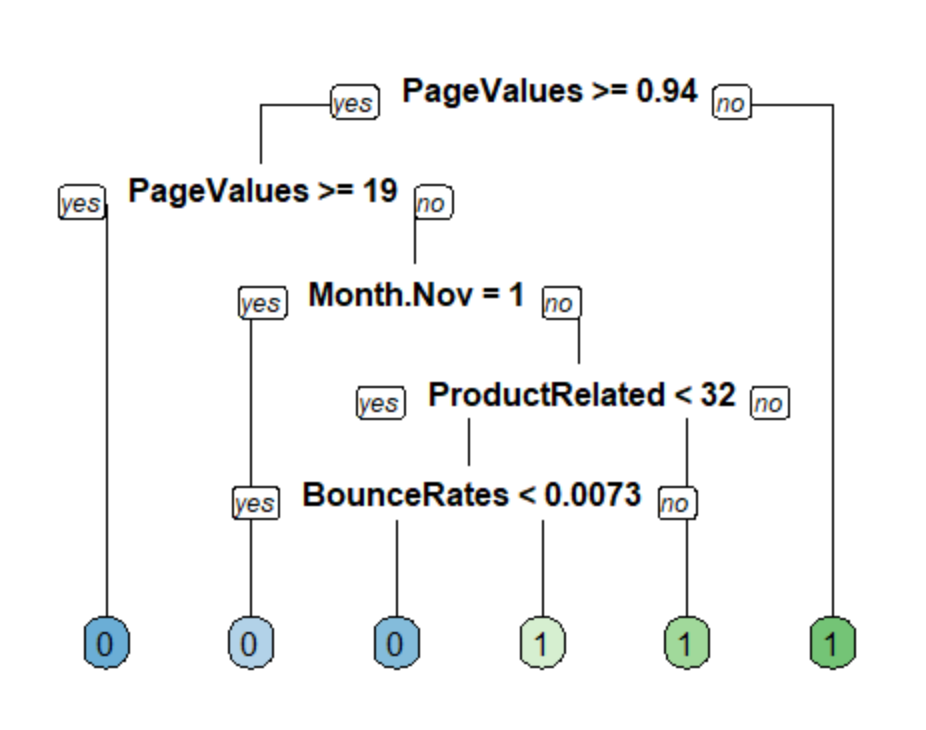 yes PageValues >= 0.94 no
yes PageValues >= 19 no
yes Month.Nov = 1 no
yes ProductRelated < 32 no
yes BounceRates < 0.0073 no
0 0 0 1 1 1